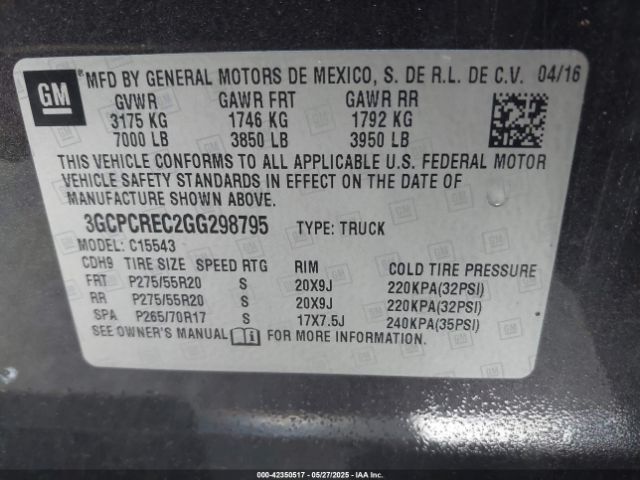 GM
® MFD BY GENERAL MOTORS DE MEXICO, S. DE R.L. DE C.V. 04/16
GVWR GAWR FRT GAWR RR
3175 KG 1746 KG 1792 KG
7000 LB 3850 LB 3950 LB
THIS VEHICLE CONFORMS TO ALL APPLICABLE U.S. FEDERAL MOTOR
VEHICLE SAFETY STANDARDS IN EFFECT ON THE DATE OF
MANUFACTURE SHOWN ABOVE.
3GCPCREC2GG298795 TYPE: TRUCK
MODEL: C15543
CDH9 TIRE SIZE SPEED RTG RIM COLD TIRE PRESSURE
FRT P275/55R20 S 20X9J 220KPA(32PSI)
RR P275/55R20 S 20X9J 220KPA(32PSI)
SPA P265/70R17 S 17X7.5J 240KPA(35PSI)
SEE OWNER'S MANUAL FOR MORE INFORMATION.
000-42350517 - 05/27/2025 - IAAI.COM